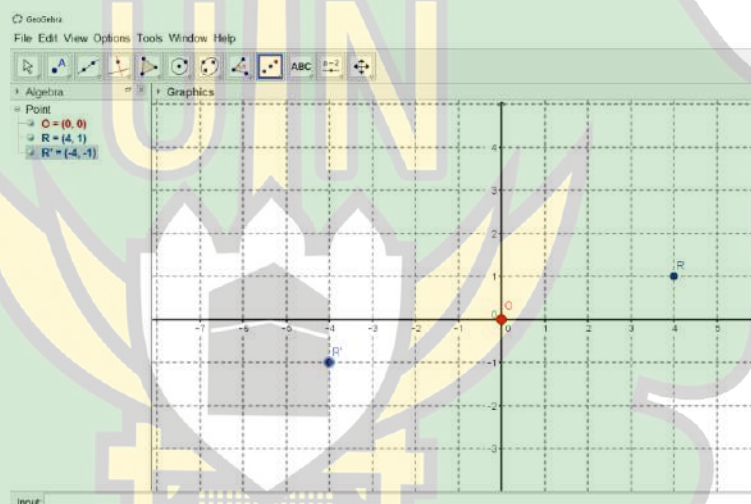 GeoGebra
File Edit View Options Tools Window Help
A ABC a=2
Algebra
Graphics
Point
O = (0, 0)
R = (4, 1)
R' = (-4, -1)
UIN
4
3
2
1
0
-1
-2
-3
-7 -6 -5 -4 -3 -2 -1 0 1 2 3 4 5
R
O
R'
Input